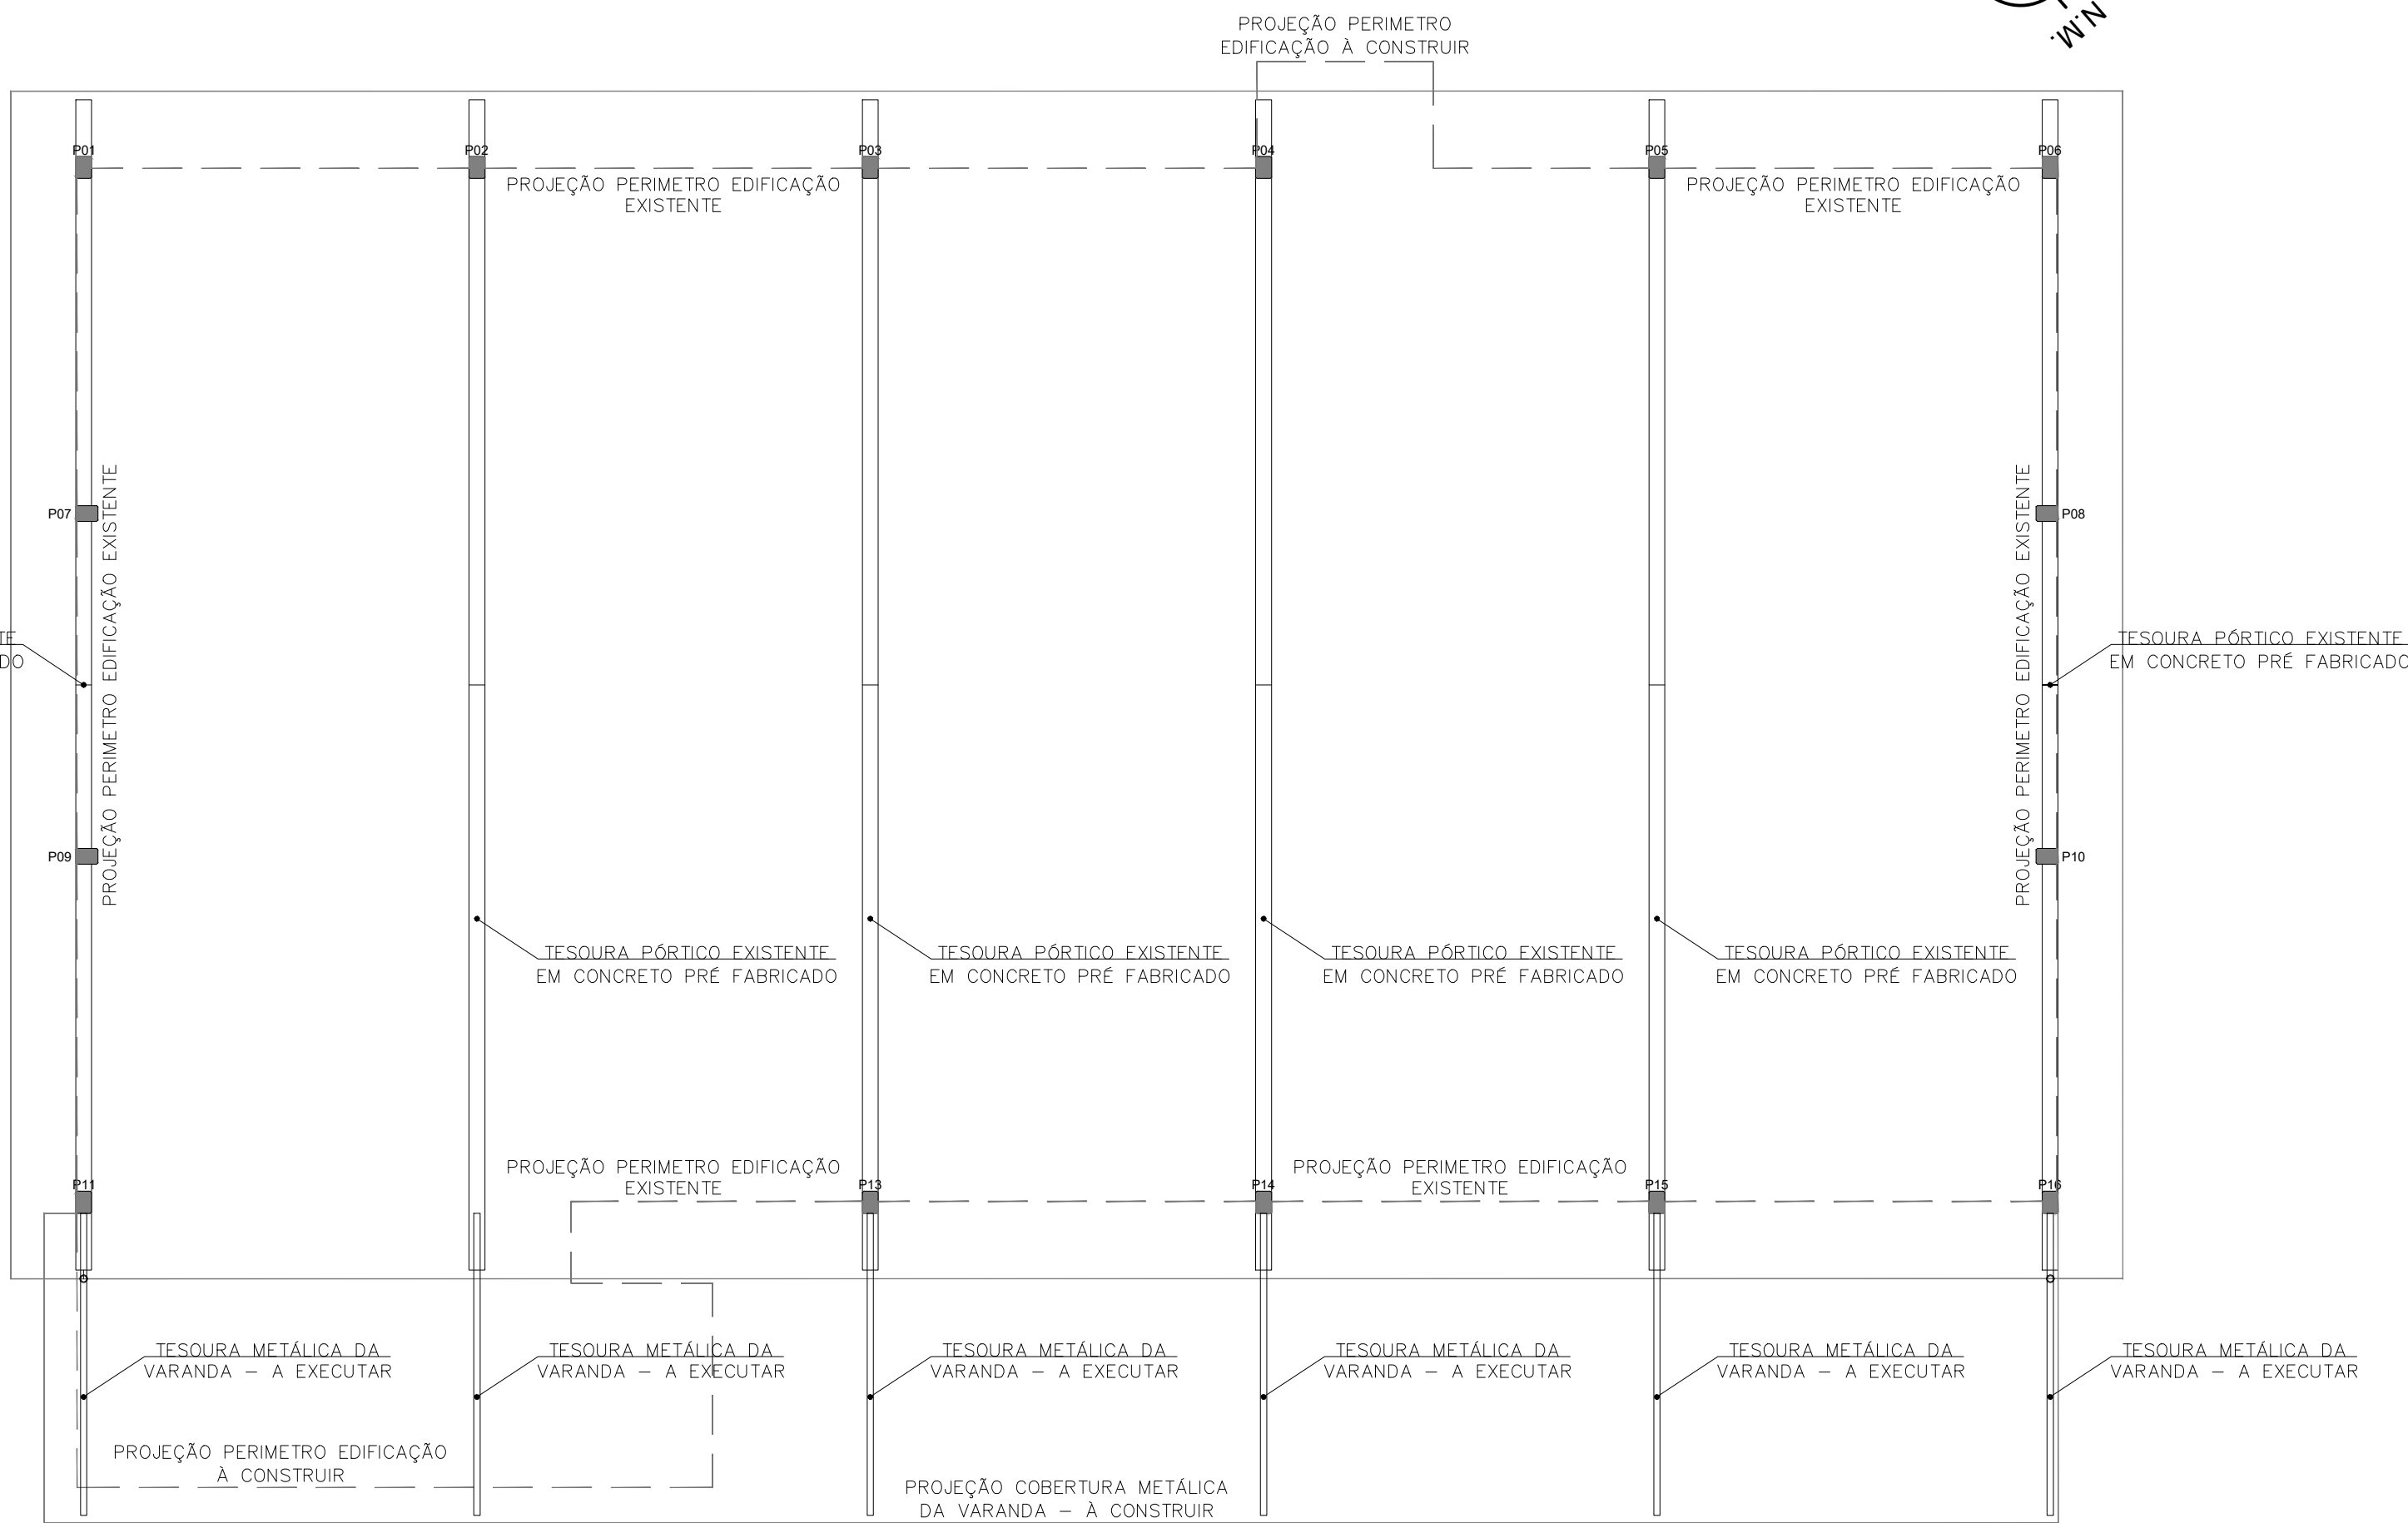 N.M.
PROJEÇÃO PERIMETRO
EDIFICAÇÃO À CONSTRUIR
P01
P02
P03
P04
P05
P06
PROJEÇÃO PERIMETRO EDIFICAÇÃO
EXISTENTE
PROJEÇÃO PERIMETRO EDIFICAÇÃO
EXISTENTE
PROJEÇÃO PERIMETRO EDIFICAÇÃO EXISTENTE
PROJEÇÃO PERIMETRO EDIFICAÇÃO EXISTENTE
P07
P08
TE
DO
TESOURA PÓRTICO EXISTENTE
EM CONCRETO PRÉ FABRICADO
P09
P10
TESOURA PÓRTICO EXISTENTE
EM CONCRETO PRÉ FABRICADO
TESOURA PÓRTICO EXISTENTE
EM CONCRETO PRÉ FABRICADO
TESOURA PÓRTICO EXISTENTE
EM CONCRETO PRÉ FABRICADO
TESOURA PÓRTICO EXISTENTE
EM CONCRETO PRÉ FABRICADO
PROJEÇÃO PERIMETRO EDIFICAÇÃO
EXISTENTE
PROJEÇÃO PERIMETRO EDIFICAÇÃO
EXISTENTE
P11
P13
P14
P15
P16
TESOURA METÁLICA DA
VARANDA – A EXECUTAR
TESOURA METÁLICA DA
VARANDA – A EXECUTAR
TESOURA METÁLICA DA
VARANDA – A EXECUTAR
TESOURA METÁLICA DA
VARANDA – A EXECUTAR
TESOURA METÁLICA DA
VARANDA – A EXECUTAR
TESOURA METÁLICA DA
VARANDA – A EXECUTAR
PROJEÇÃO PERIMETRO EDIFICAÇÃO
À CONSTRUIR
PROJEÇÃO COBERTURA METÁLICA
DA VARANDA – À CONSTRUIR